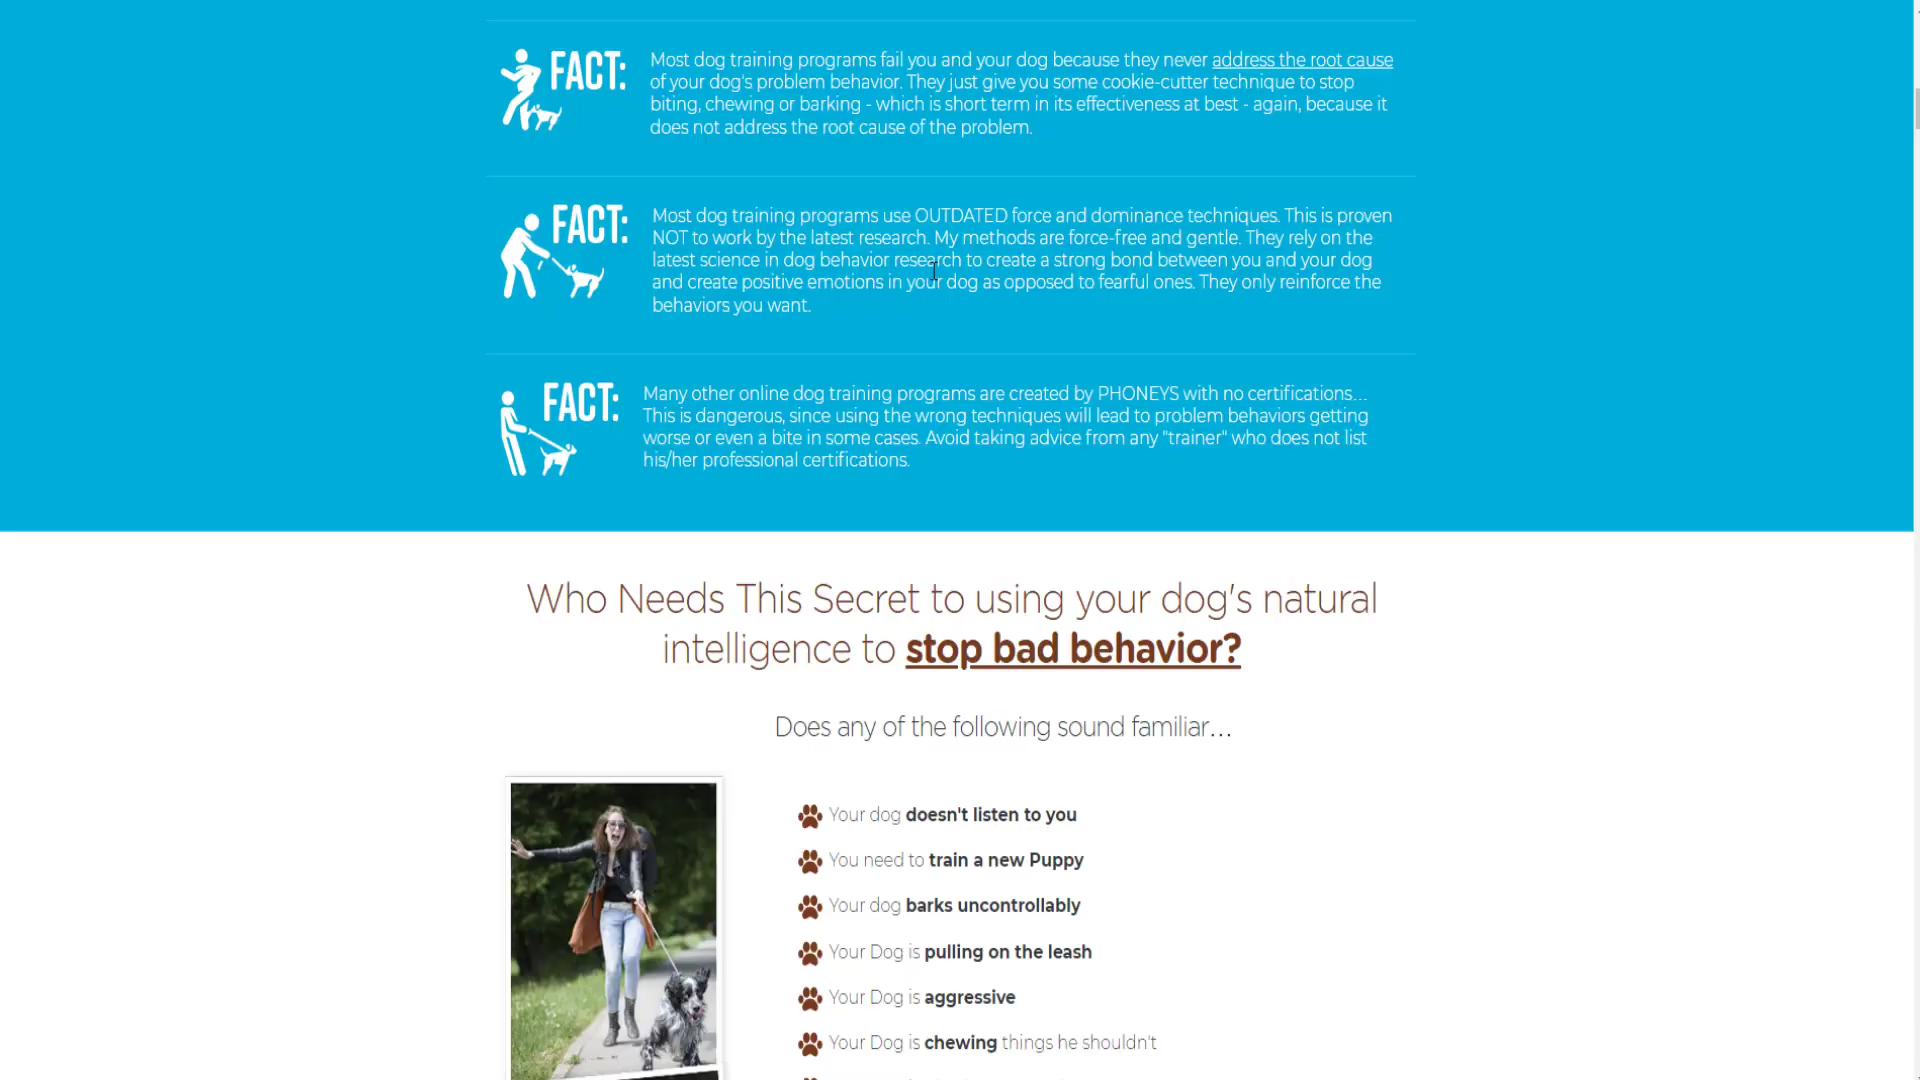 FACT:
Most dog training programs fail you and your dog because they never address the root cause
of your dog's problem behavior. They just give you some cookie-cutter technique to stop
biting, chewing or barking - which is short term in its effectiveness at best - again, because it
does not address the root cause of the problem.
FACT:
Most dog training programs use OUTDATED force and dominance techniques. This is proven
NOT to work by the latest research. My methods are force-free and gentle. They rely on the
latest science in dog behavior research to create a strong bond between you and your dog
and create positive emotions in your dog as opposed to fearful ones. They only reinforce the
behaviors you want.
FACT:
Many other online dog training programs are created by PHONEYS with no certifications...
This is dangerous, since using the wrong techniques will lead to problem behaviors getting
worse or even a bite in some cases. Avoid taking advice from any "trainer" who does not list
his/her professional certifications.
Who Needs This Secret to using your dog's natural
intelligence to stop bad behavior?
Does any of the following sound familiar...
Your dog doesn't listen to you
You need to train a new Puppy
Your dog barks uncontrollably
Your Dog is pulling on the leash
Your Dog is aggressive
Your Dog is chewing things he shouldn't